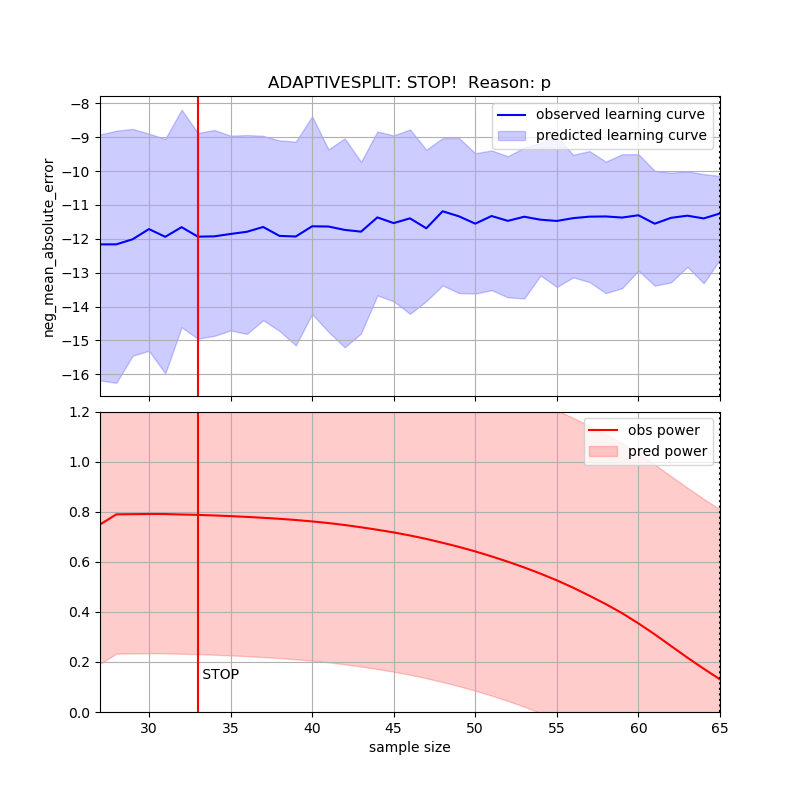 ADAPTIVESPLIT: STOP!  Reason: p
−8
−9
−10
−11
−12
−13
−14
−15
−16
neg_mean_absolute_error
observed learning curve
predicted learning curve
1.2
1.0
0.8
0.6
0.4
0.2
0.0
obs power
pred power
STOP
30 35 40 45 50 55 60 65
sample size